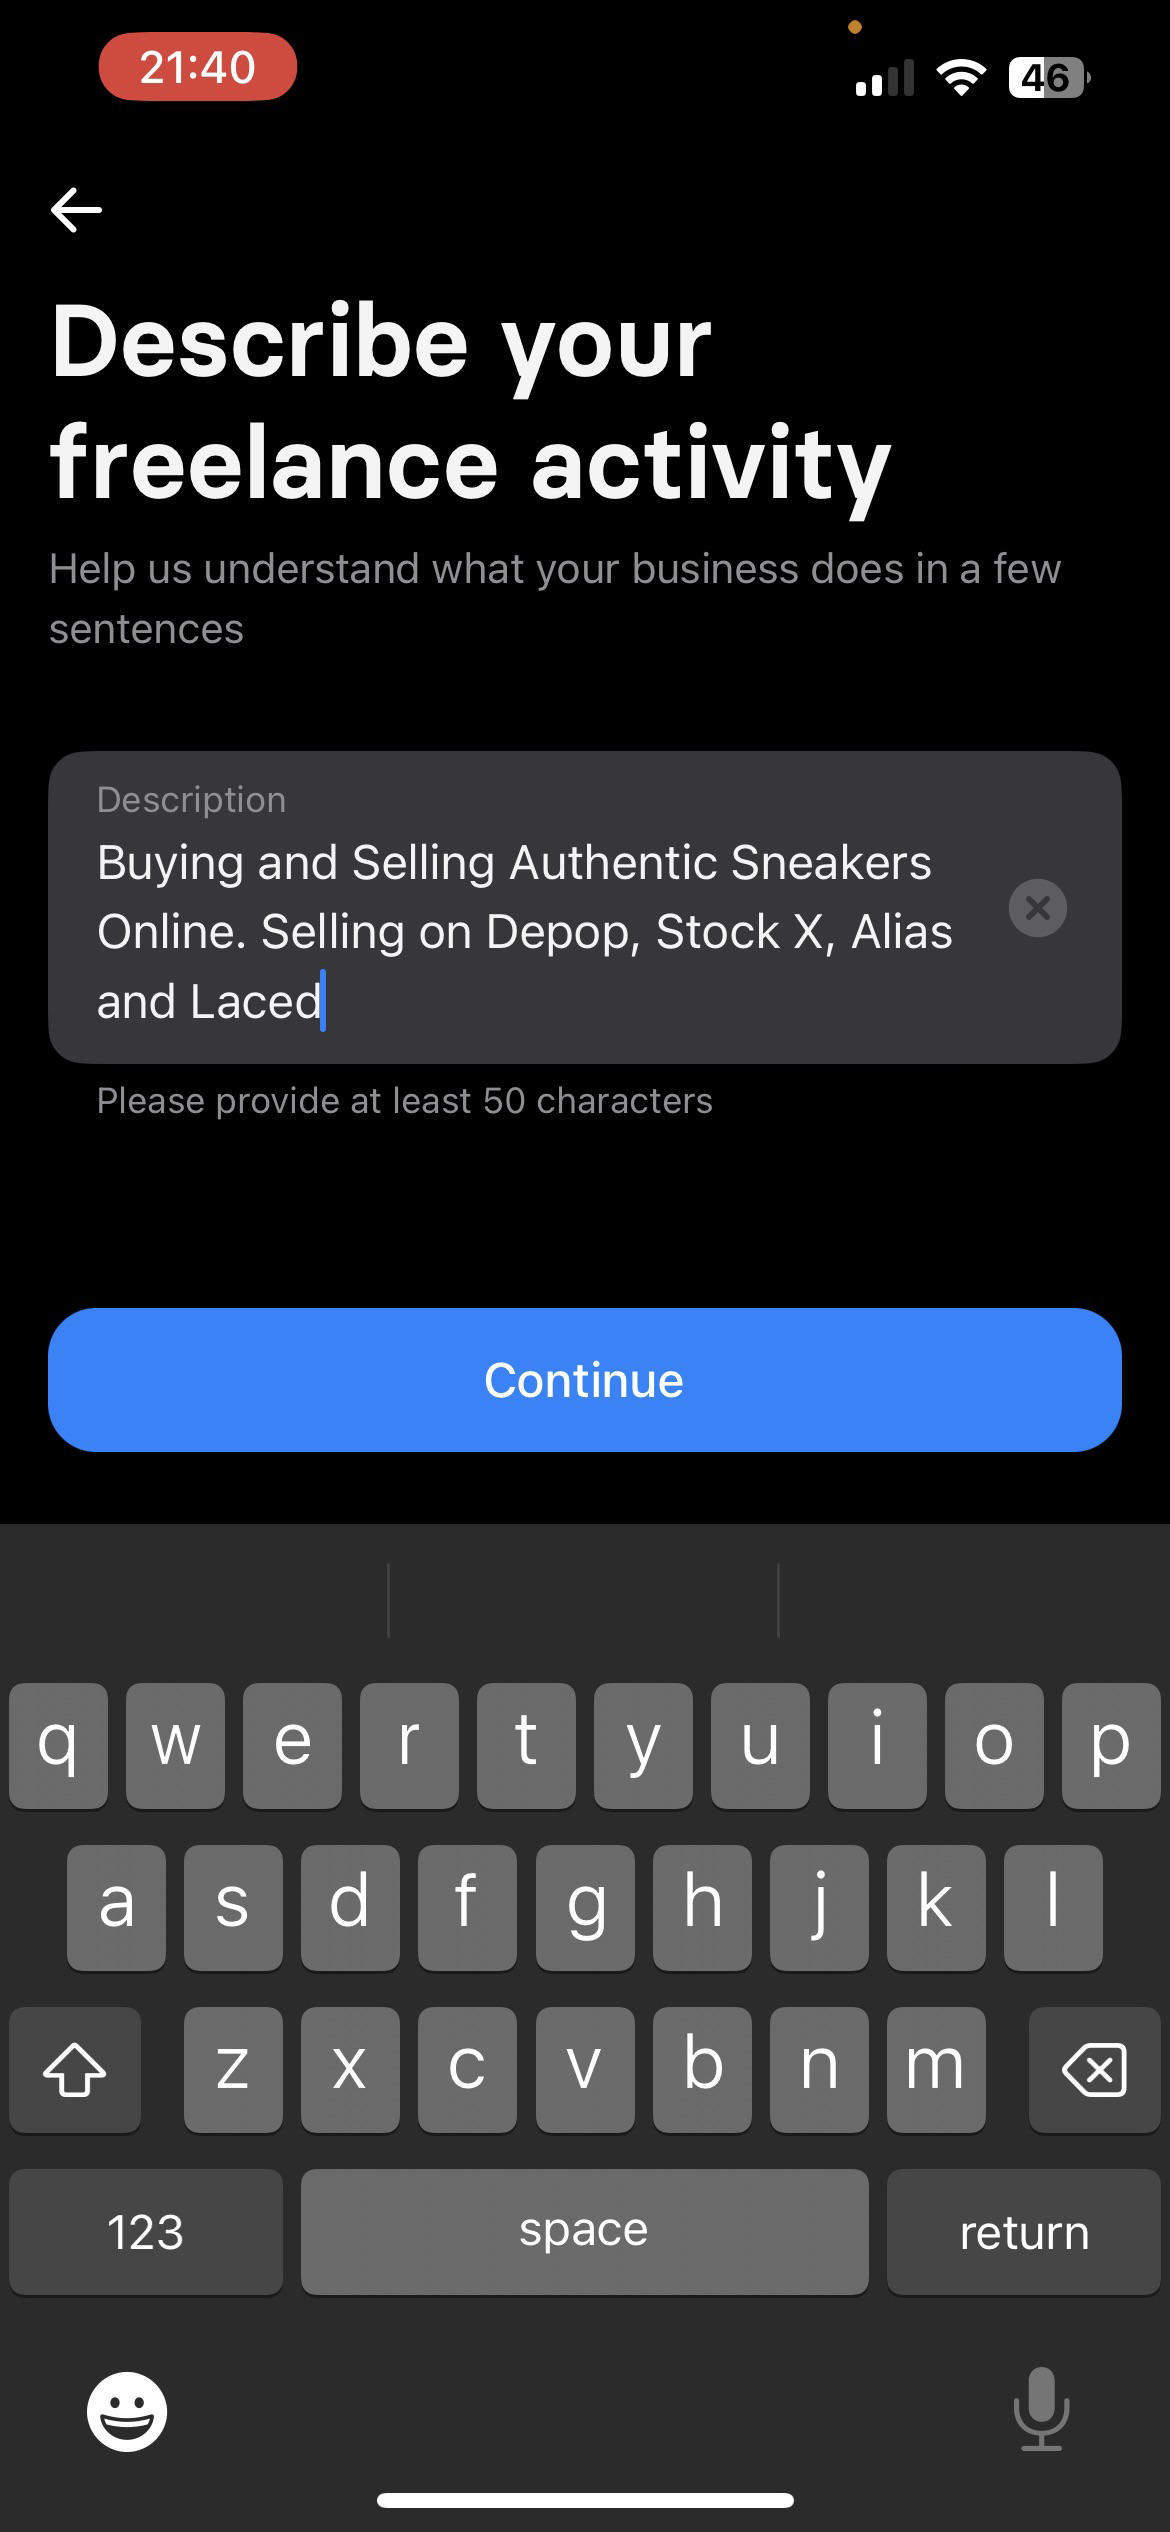 21:40
46
Describe your
freelance activity
Help us understand what your business does in a few
sentences
Description
Buying and Selling Authentic Sneakers
Online. Selling on Depop, Stock X, Alias
and Laced
Please provide at least 50 characters
Continue
q w e r t y u i o p
a s d f g h j k l
z x c v b n m
123 space return